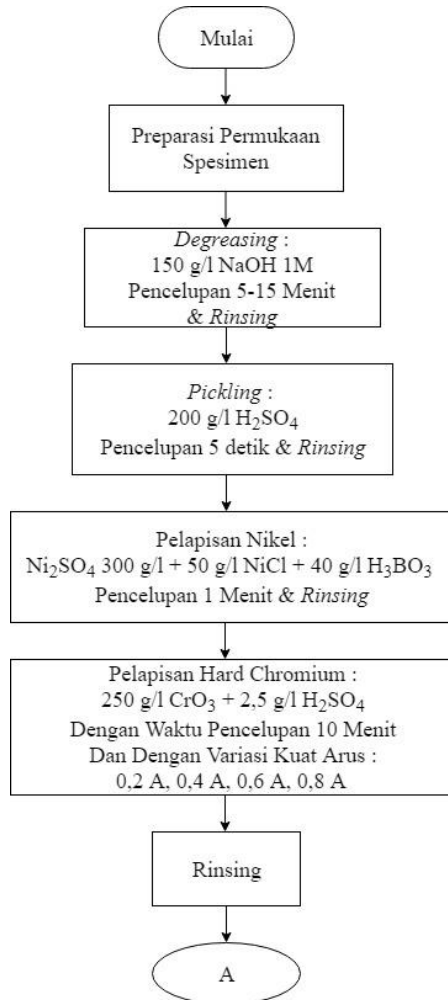 Mulai
Preparasi Permukaan
Spesimen
Degreasing :
150 g/l NaOH 1M
Pencelupan 5-15 Menit
& Rinsing
Pickling :
200 g/l H₂SO₄
Pencelupan 5 detik & Rinsing
Pelapisan Nikel :
Ni₂SO₄ 300 g/l + 50 g/l NiCl + 40 g/l H₃BO₃
Pencelupan 1 Menit & Rinsing
Pelapisan Hard Chromium :
250 g/l CrO₃ + 2,5 g/l H₂SO₄
Dengan Waktu Pencelupan 10 Menit
Dan Dengan Variasi Kuat Arus :
0,2 A, 0,4 A, 0,6 A, 0,8 A
Rinsing
A